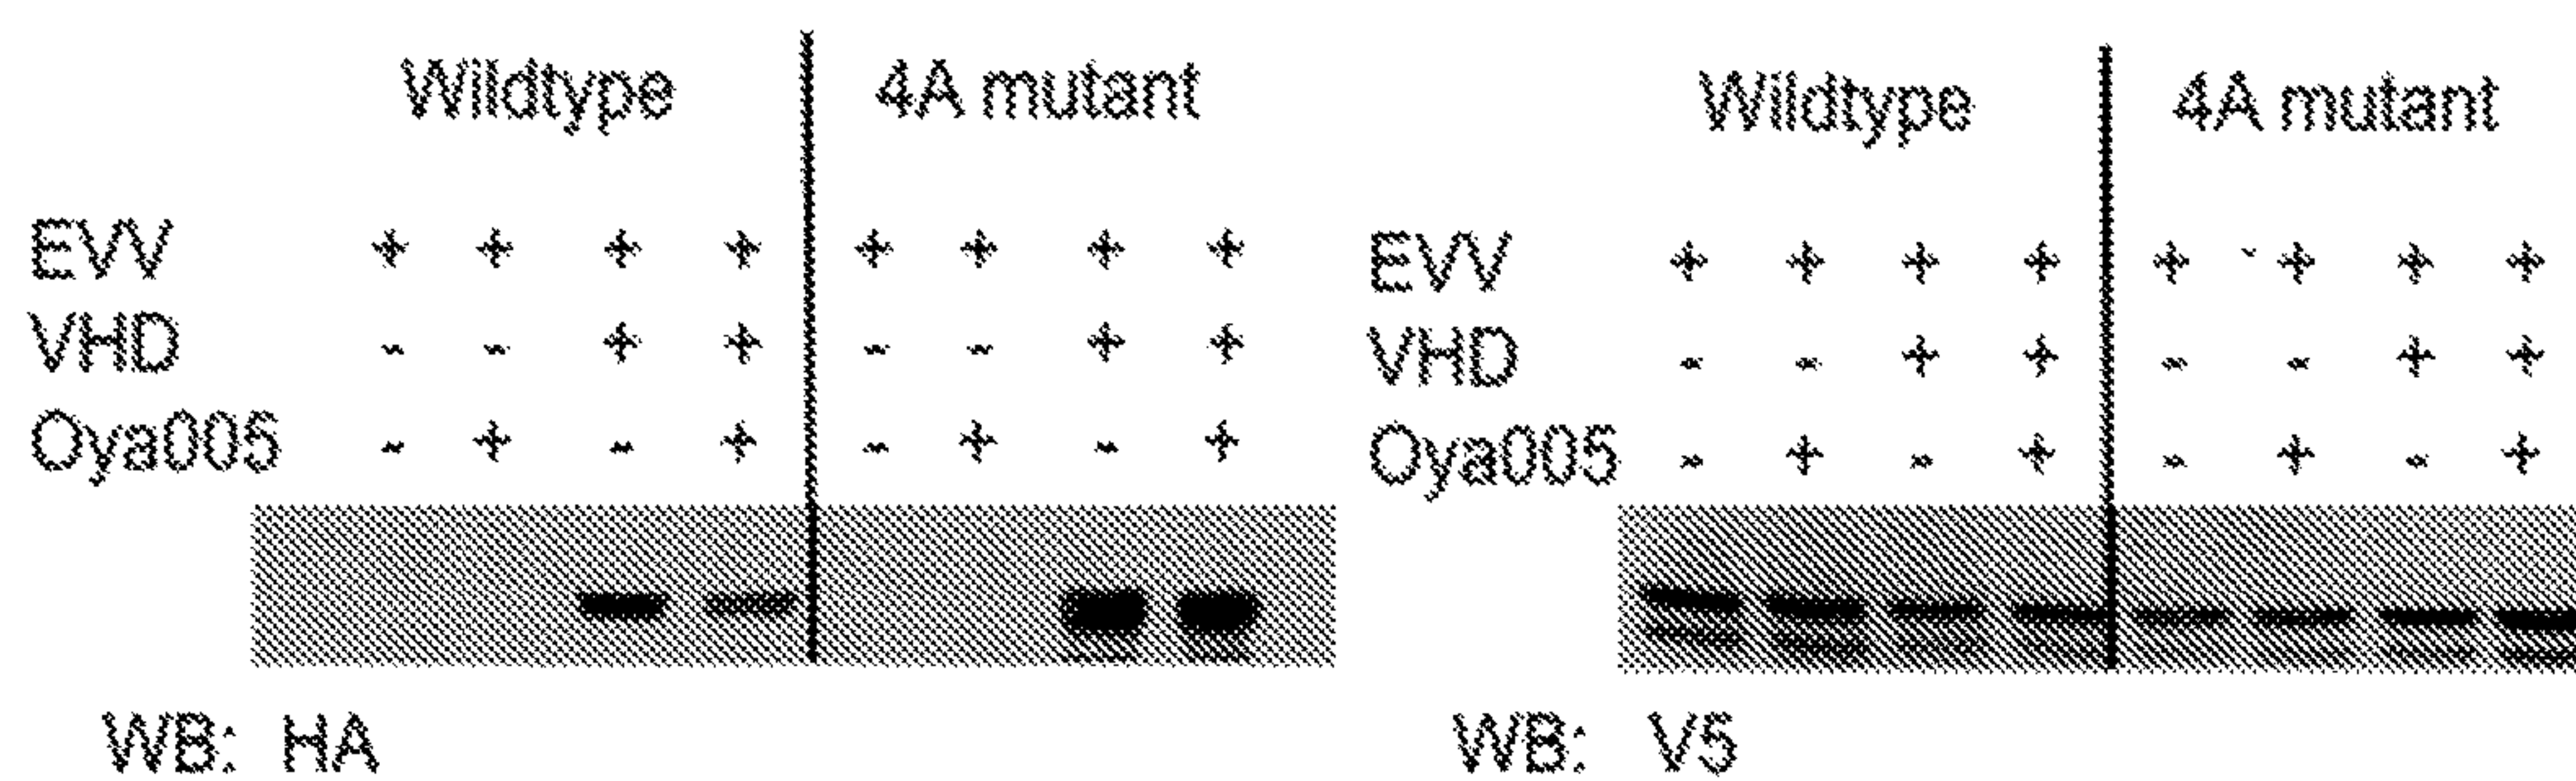 Wildtype 4A mutant
EVV + + + + + + + +
VHD - - + + - - + +
Oya005 - + - + - + - +
WB: HA
Wildtype 4A mutant
EVV + + + + + + + +
VHD - - + + - - + +
Oya005 - + - + - + - +
WB: V5